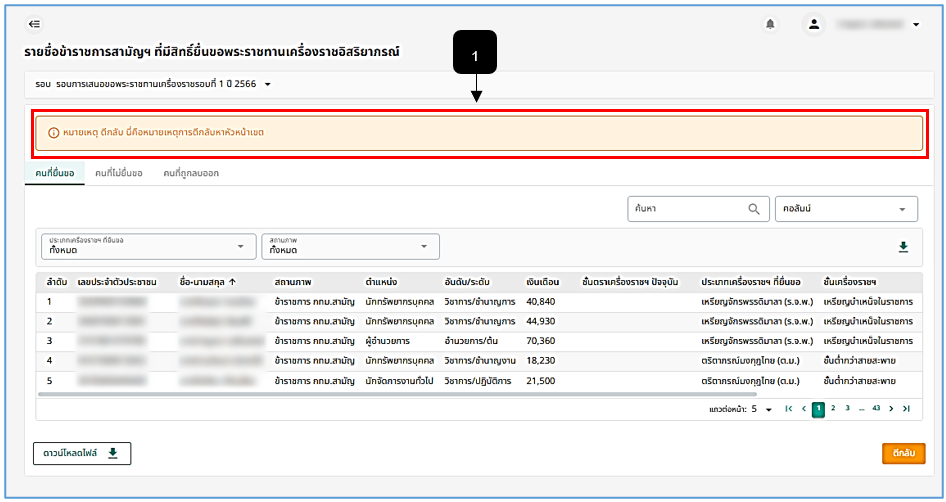 รายชื่อข้าราชการสามัญฯ ที่มีสิทธิ์ยื่นขอพระราชทานเครื่องราชอิสริยาภรณ์
1
รอบ รอบการเสนอขอพระราชทานเครื่องราชรอบที่ 1 ปี 2566
หมายเหตุ ตีกลับ นี่คือหมายเหตุการตีกลับหาหัวหน้าเขต
คนที่ยื่นขอ คนที่ไม่ยื่นขอ คนที่ถูกลบออก
ค้นหา คอลัมน์
ประเภทเครื่องราชฯ ที่ยื่นขอ สถานภาพ
ทั้งหมด ทั้งหมด
ลำดับ เลขประจำตัวประชาชน ชื่อ-นามสกุล สถานภาพ ตำแหน่ง อันดับ/ระดับ เงินเดือน ชั้นตราเครื่องราชฯ ปัจจุบัน ประเภทเครื่องราชฯ ที่ยื่นขอ ชั้นเครื่องราชฯ
1 ข้าราชการ กทม.สามัญ นักทรัพยากรบุคคล วิชาการ/ชำนาญการ 40,840 เหรียญจักรพรรดิมาลา (ร.จ.พ.) เหรียญบำเหน็จในราชการ
2 ข้าราชการ กทม.สามัญ นักทรัพยากรบุคคล วิชาการ/ชำนาญการ 44,930 เหรียญจักรพรรดิมาลา (ร.จ.พ.) เหรียญบำเหน็จในราชการ
3 ข้าราชการ กทม.สามัญ ผู้อำนวยการ อำนวยการ/ต้น 70,360 เหรียญจักรพรรดิมาลา (ร.จ.พ.) เหรียญบำเหน็จในราชการ
4 ข้าราชการ กทม.สามัญ นักทรัพยากรบุคคล วิชาการ/ชำนาญงาน 18,230 ตริตาภรณ์มงกุฎไทย (ต.ม.) ชั้นต่ำกว่าสายสะพาย
5 ข้าราชการ กทม.สามัญ นักจัดการงานทั่วไป วิชาการ/ปฏิบัติการ 21,500 ตริตาภรณ์มงกุฎไทย (ต.ม.) ชั้นต่ำกว่าสายสะพาย
แถวต่อหน้า: 5 1 2 3 ... 43
ดาวน์โหลดไฟล์ ตีกลับ